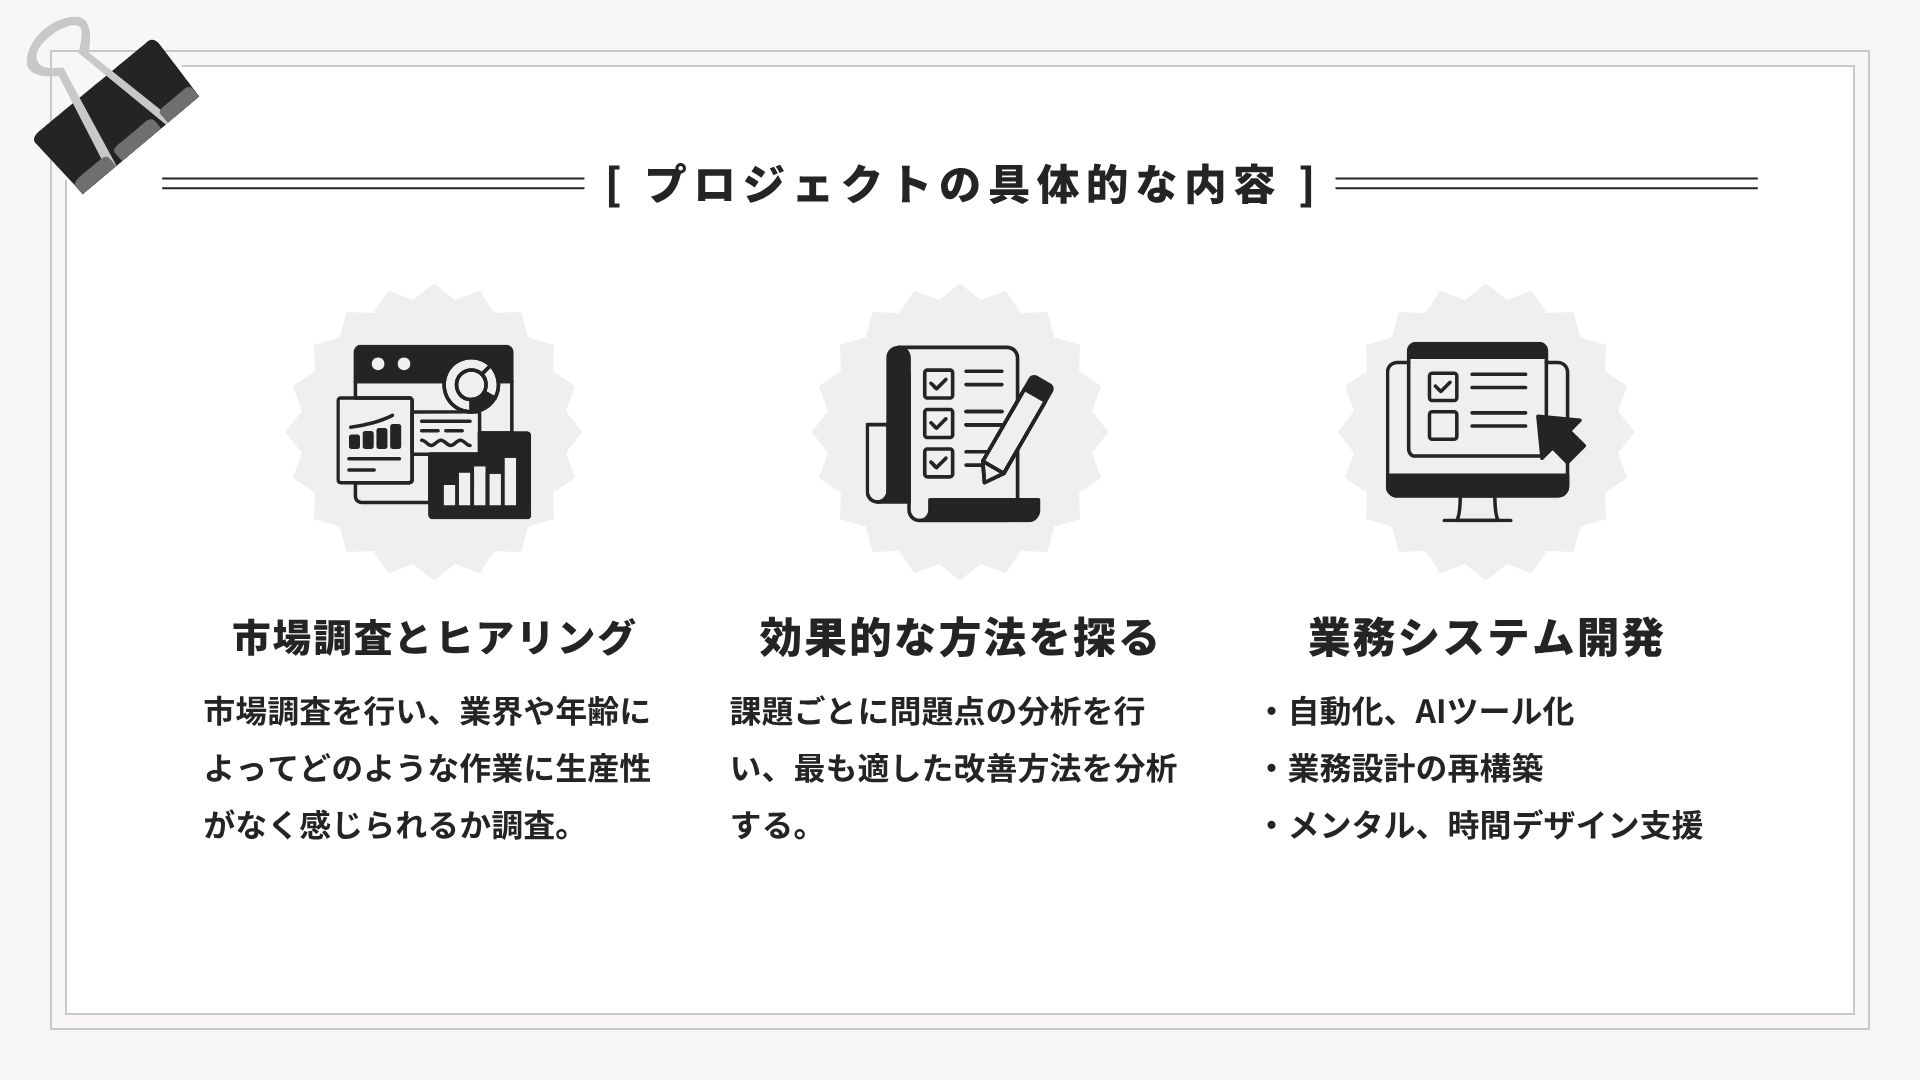 [ プロジェクトの具体的な内容 ]
市場調査とヒアリング
市場調査を行い、業界や年齢に
よってどのような作業に生産性
がなく感じられるか調査。
効果的な方法を探る
課題ごとに問題点の分析を行
い、最も適した改善方法を分析
する。
業務システム開発
・自動化、AIツール化
・業務設計の再構築
・メンタル、時間デザイン支援